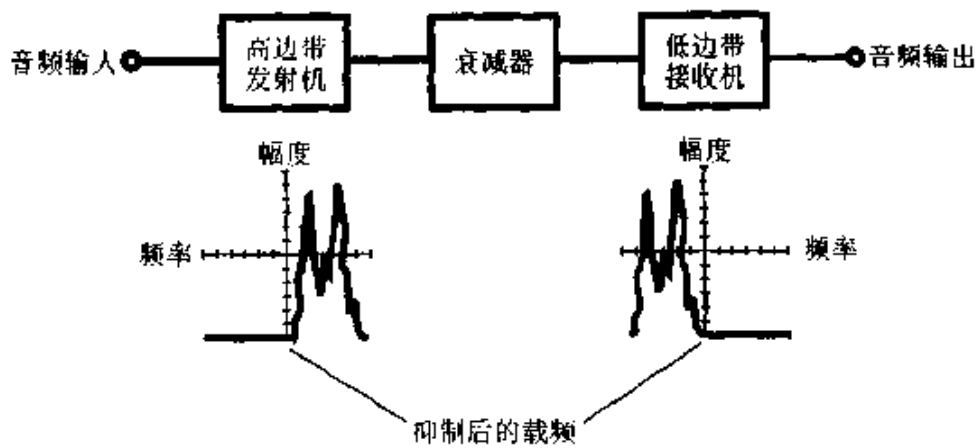 音频输入
高边带
发射机
衰减器
低边带
接收机
音频输出
幅度
频率
幅度
频率
抑制后的载频